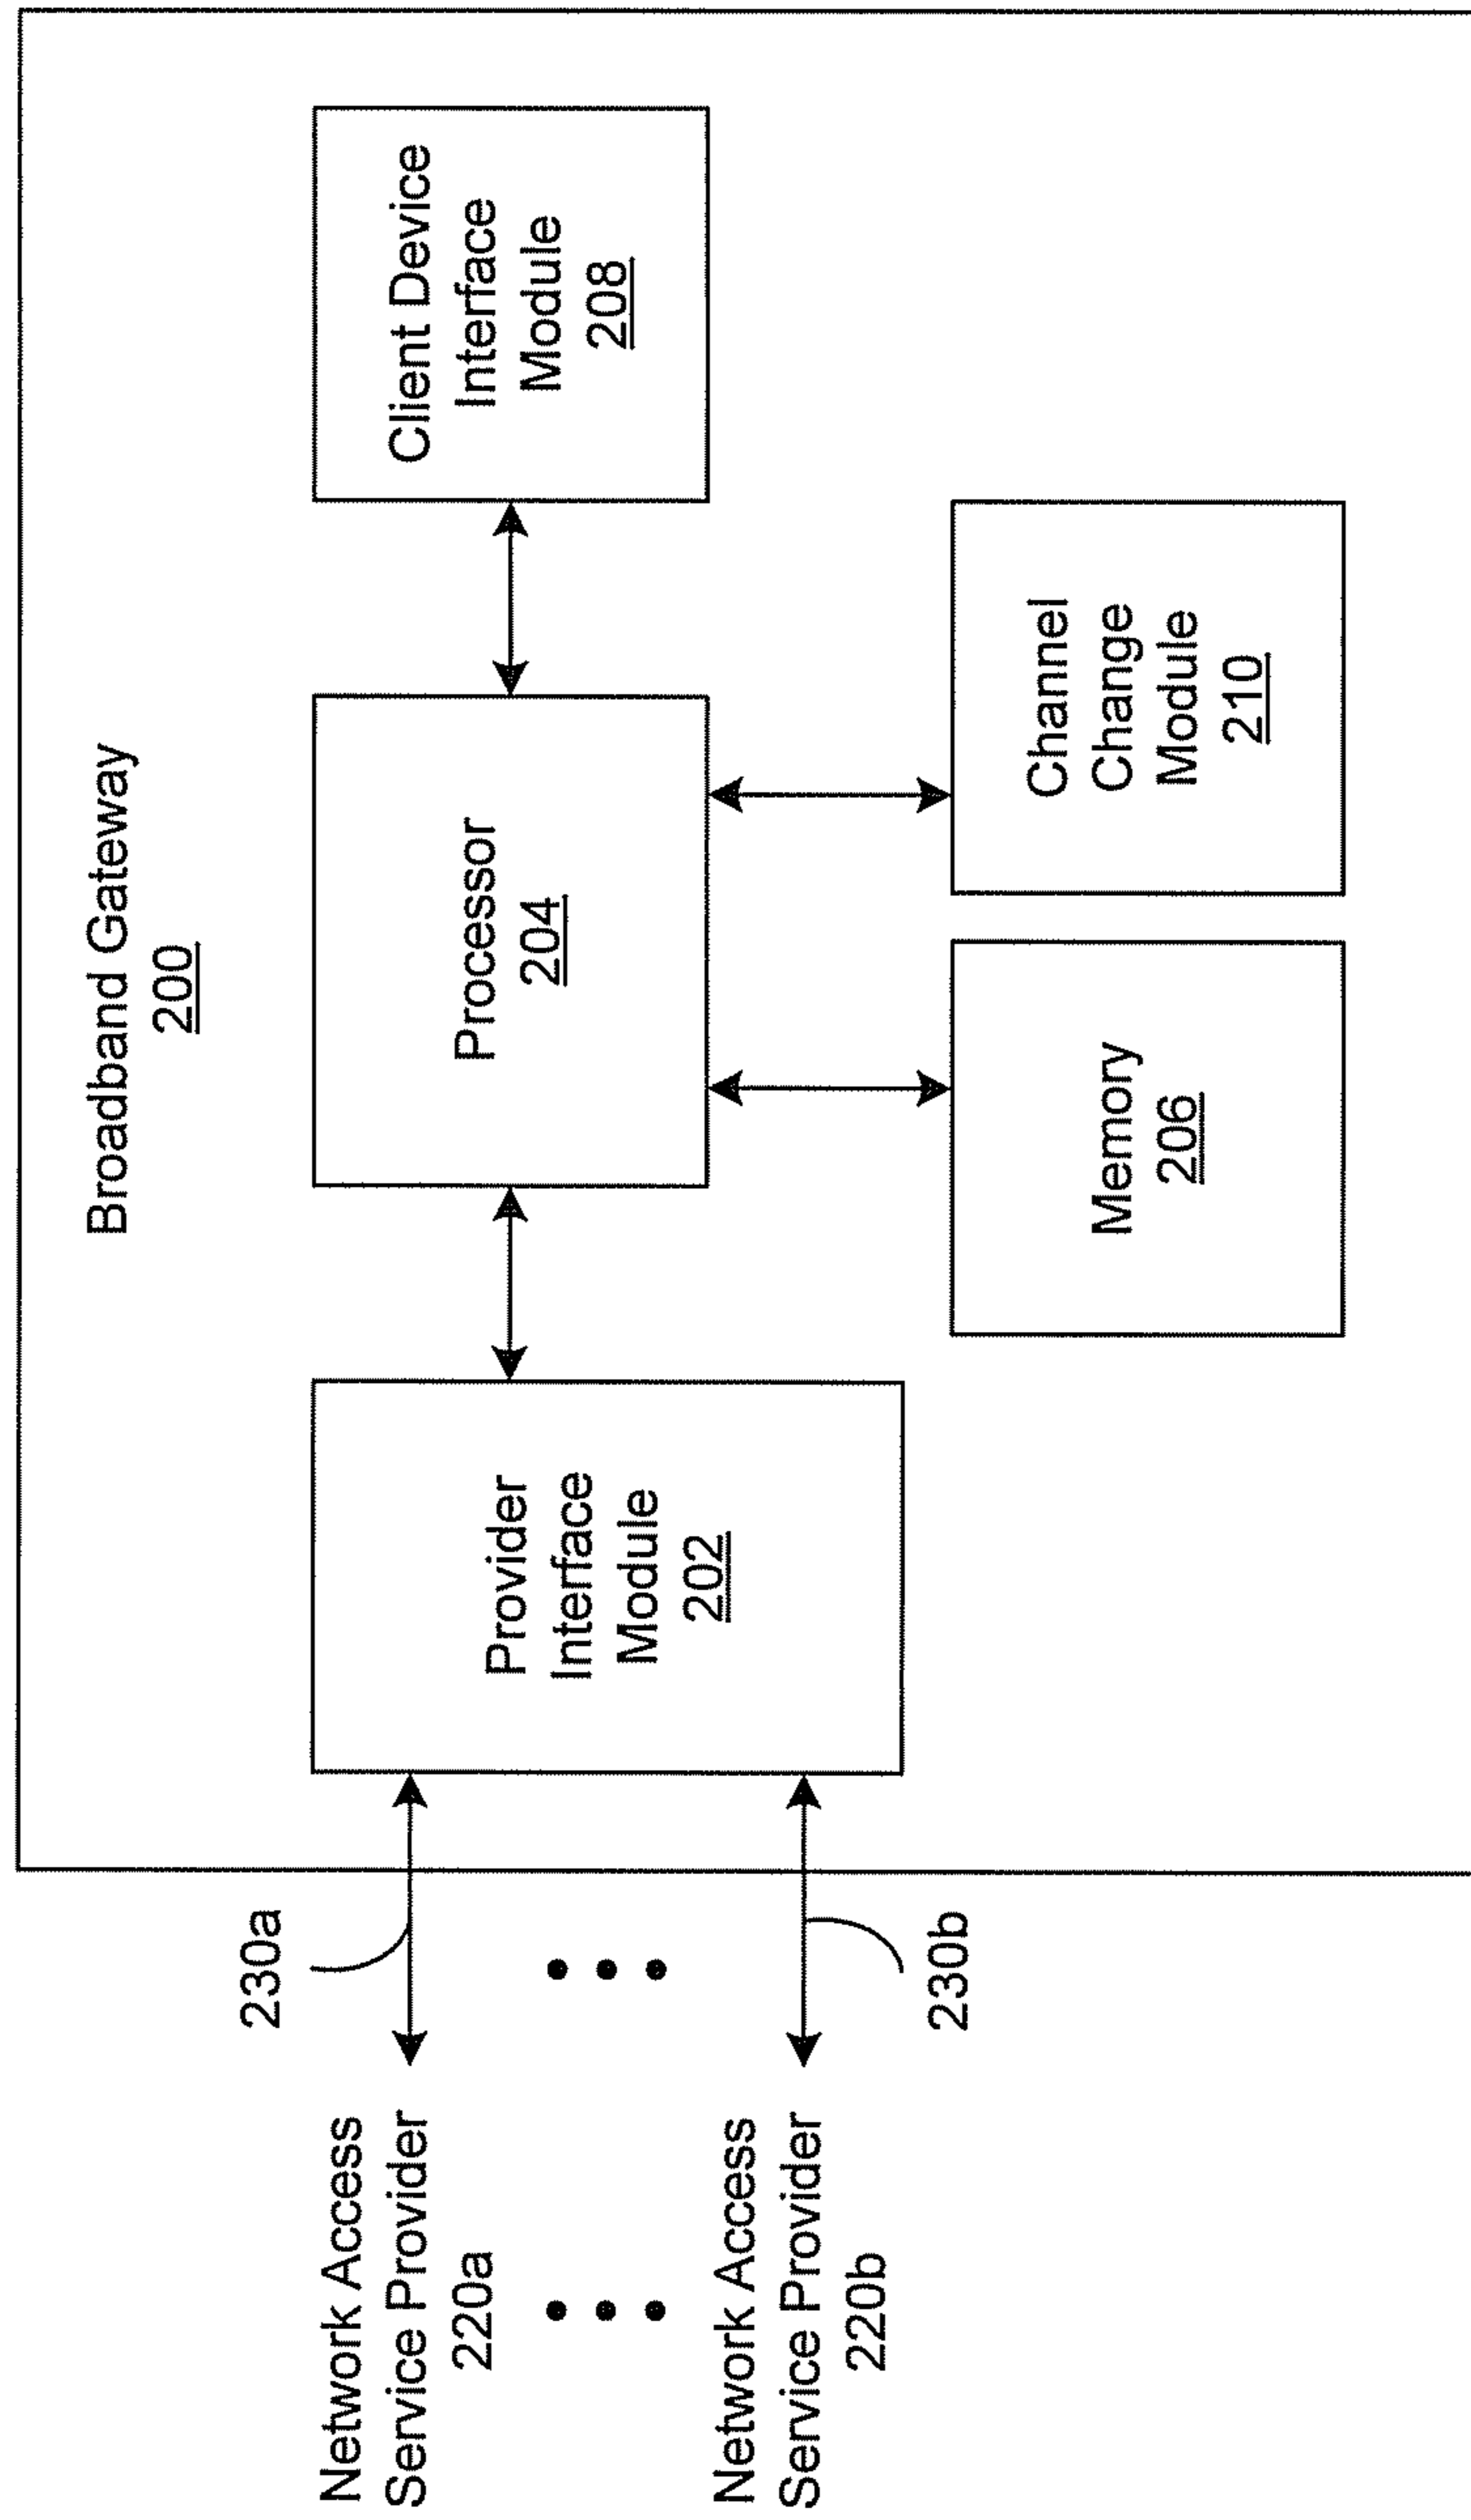 Broadband Gateway
200
Network Access
Service Provider
220a
230a
Network Access
Service Provider
220b
230b
Provider
Interface
Module
202
Processor
204
Client Device
Interface
Module
208
Memory
206
Channel
Change
Module
210